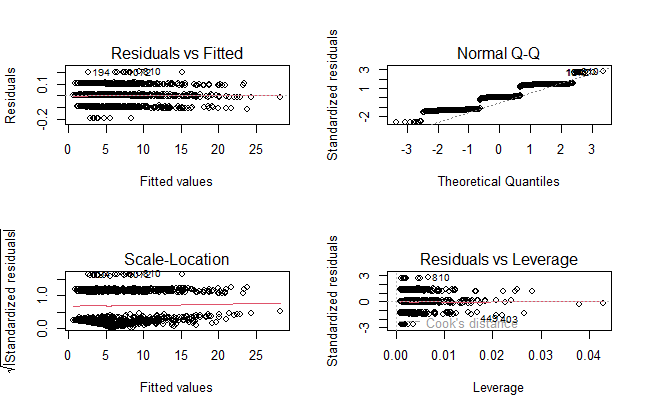 Residuals vs Fitted
Residuals
0.1
-0.2
194
810
0 5 10 15 20 25
Fitted values
Normal Q-Q
Standardized residuals
3
1
-2
-3 -2 -1 0 1 2 3
Theoretical Quantiles
Scale-Location
√|Standardized residuals|
1.0
0.0
810
0 5 10 15 20 25
Fitted values
Residuals vs Leverage
Standardized residuals
3
0
-3
810
443
403
Cook's distance
0.00 0.01 0.02 0.03 0.04
Leverage